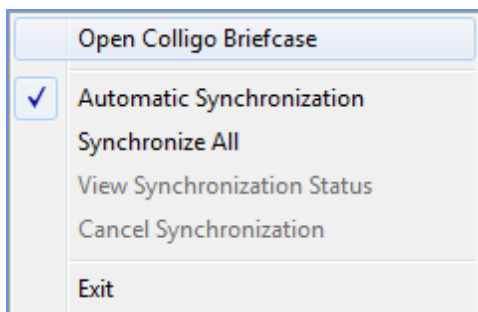 Open Colligo Briefcase
Automatic Synchronization
Synchronize All
View Synchronization Status
Cancel Synchronization
Exit